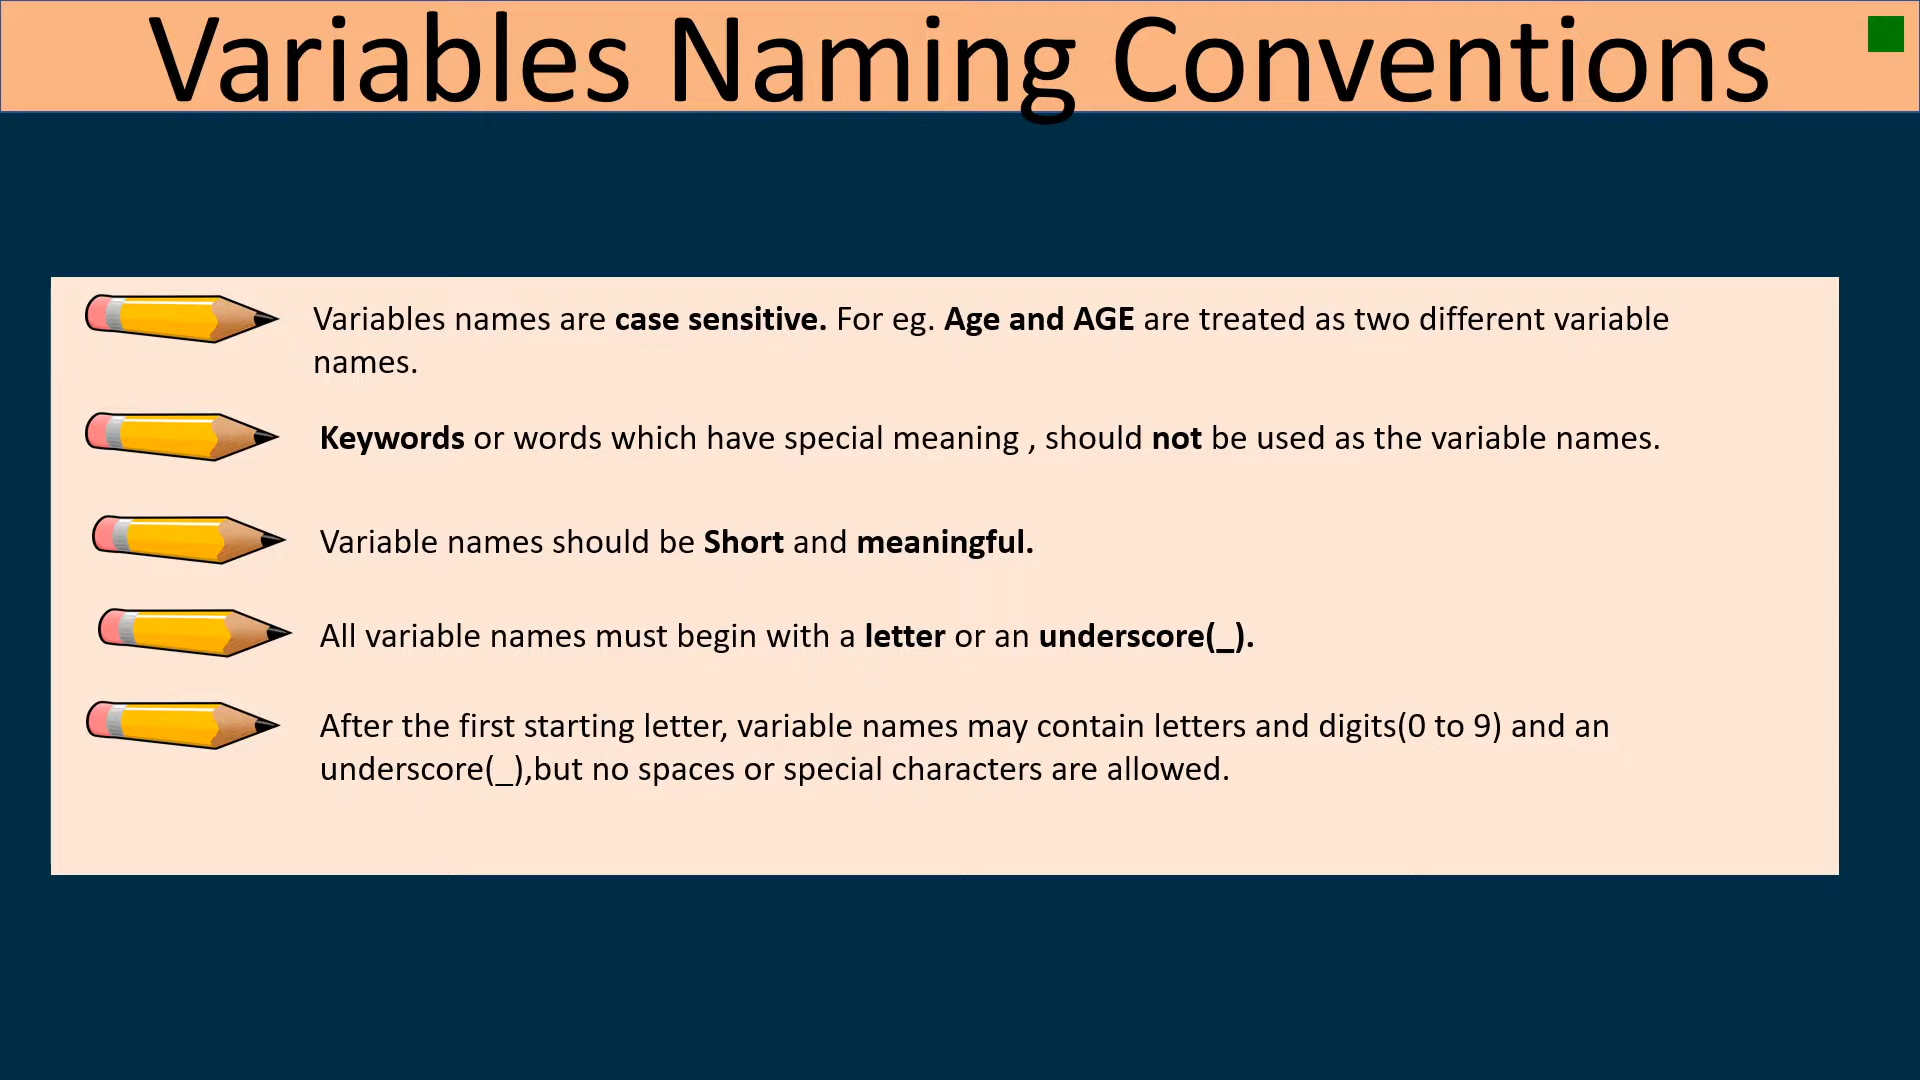 Variables Naming Conventions
Variables names are case sensitive. For eg. Age and AGE are treated as two different variable
names.
Keywords or words which have special meaning , should not be used as the variable names.
Variable names should be Short and meaningful.
All variable names must begin with a letter or an underscore(_).
After the first starting letter, variable names may contain letters and digits(0 to 9) and an
underscore(_),but no spaces or special characters are allowed.